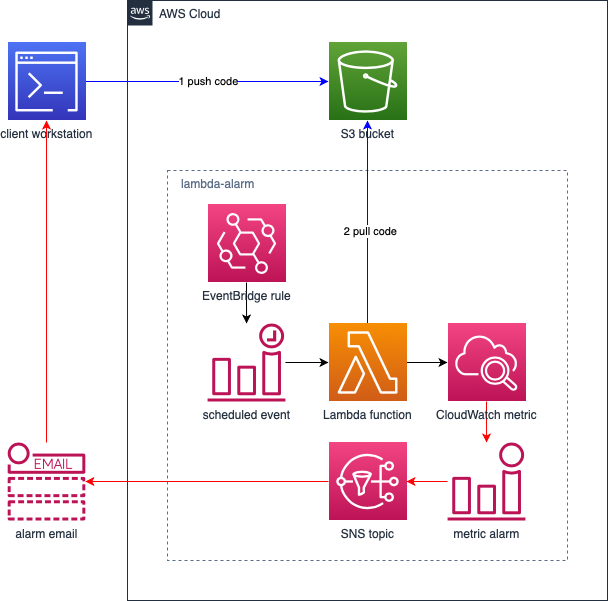 aws
AWS Cloud
1 push code
client workstation
S3 bucket
lambda-alarm
2 pull code
EventBridge rule
scheduled event
Lambda function
CloudWatch metric
EMAIL
alarm email
SNS topic
metric alarm